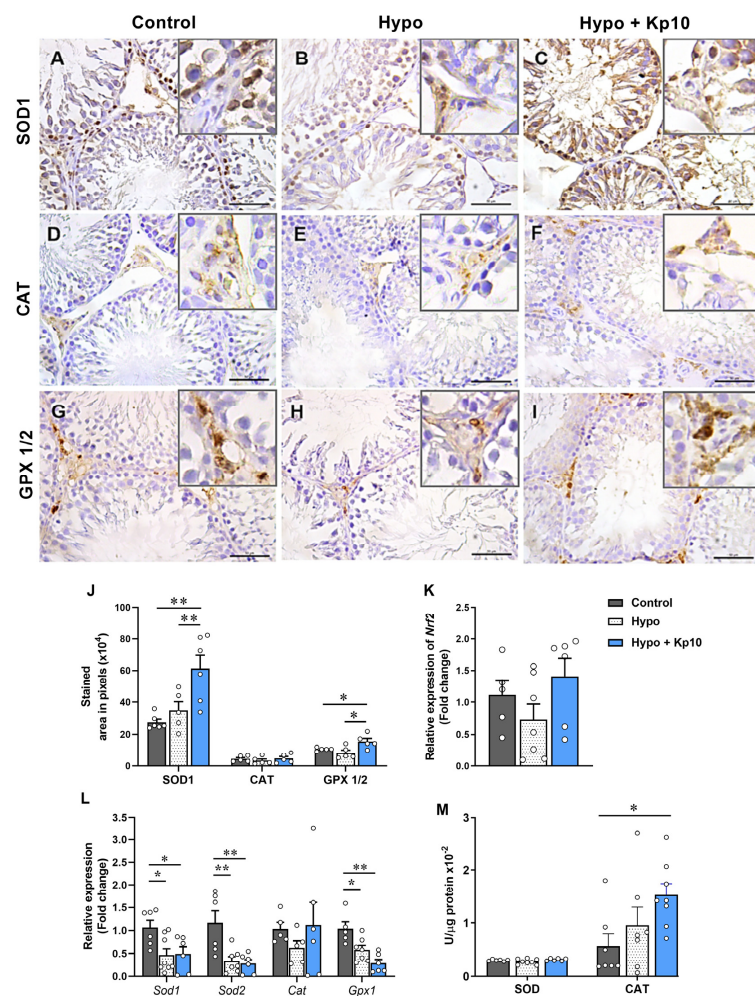 Control Hypo Hypo + Kp10
SOD1
A B C
CAT
D E F
GPX 1/2
G H I
J
Stained
area in pixels (x10⁴)
100
80
60
40
20
0
** ** * *
SOD1 CAT GPX 1/2
K
Relative expression of Nrf2
(Fold change)
2.5
2.0
1.5
1.0
0.5
0.0
Control
Hypo
Hypo + Kp10
L
Relative expression
(Fold change)
3.5
3.0
2.5
2.0
1.5
1.0
0.5
0.0
* * ** ** ** *
Sod1 Sod2 Cat Gpx1
M
U/µg protein x10⁻²
3
2
1
0
*
SOD CAT